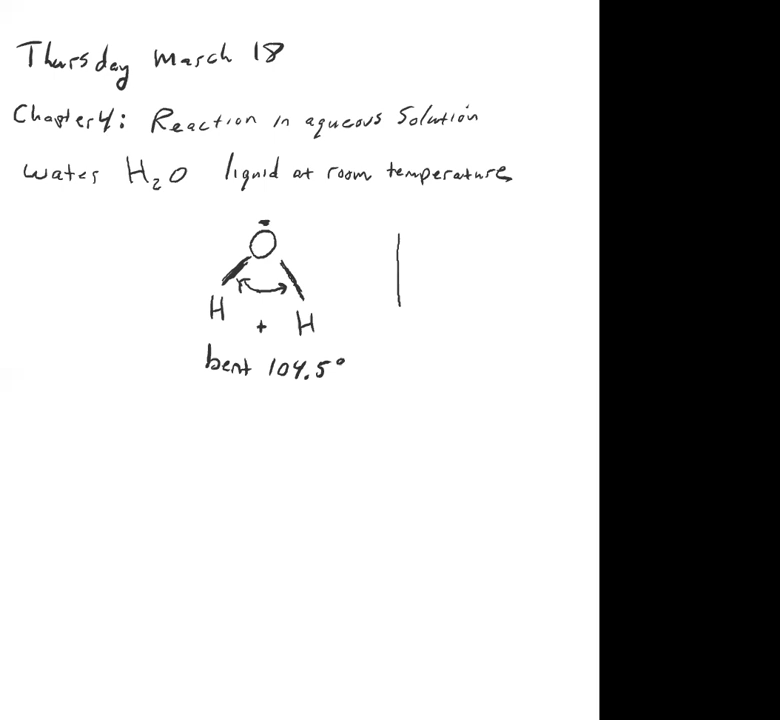 Thursday March 18
Chapter 4: Reaction in aqueous Solution
water H₂O liquid at room temperature
-
O
H
+ H
bent 104.5°